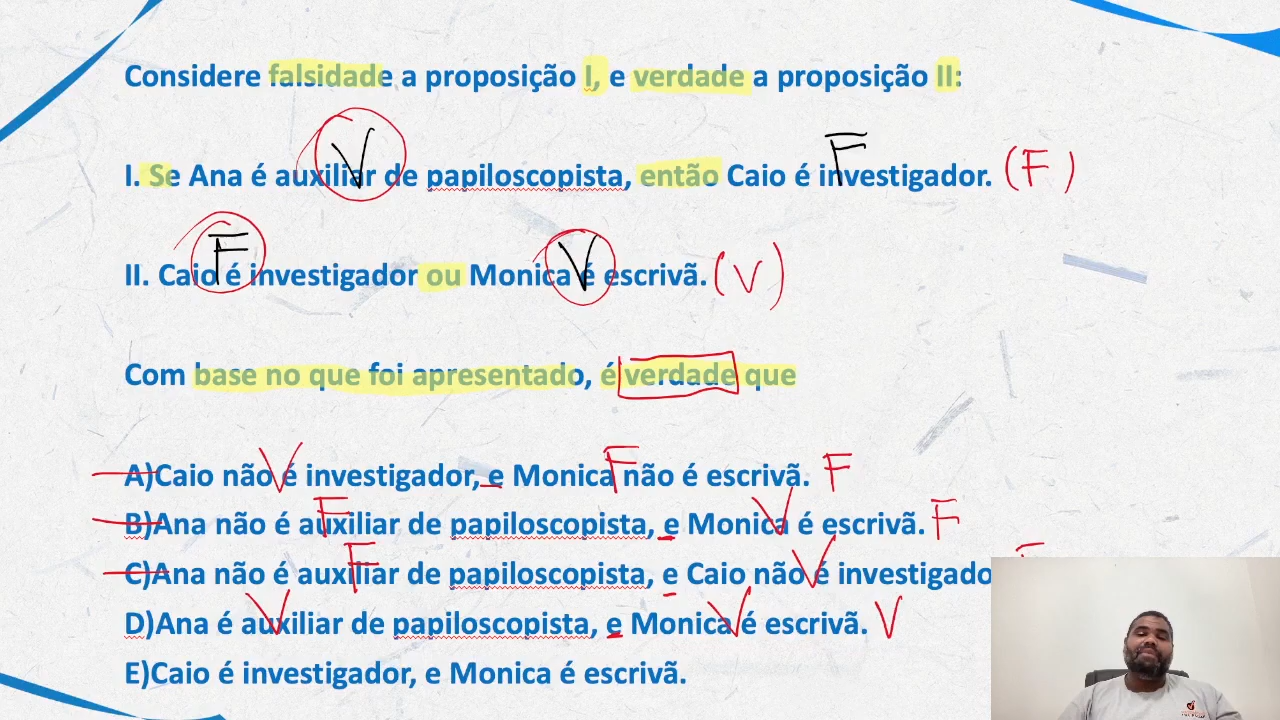 Considere falsidade a proposição I, e verdade a proposição II:
V F
I. Se Ana é auxiliar de papiloscopista, então Caio é investigador. (F)
F V
II. Caio é investigador ou Monica é escrivã. (V)
Com base no que foi apresentado, é verdade que
V F
A)Caio não é investigador, e Monica não é escrivã. F
F V
B)Ana não é auxiliar de papiloscopista, e Monica é escrivã. F
F V
C)Ana não é auxiliar de papiloscopista, e Caio não é investigado
V V
D)Ana é auxiliar de papiloscopista, e Monica é escrivã. V
E)Caio é investigador, e Monica é escrivã.